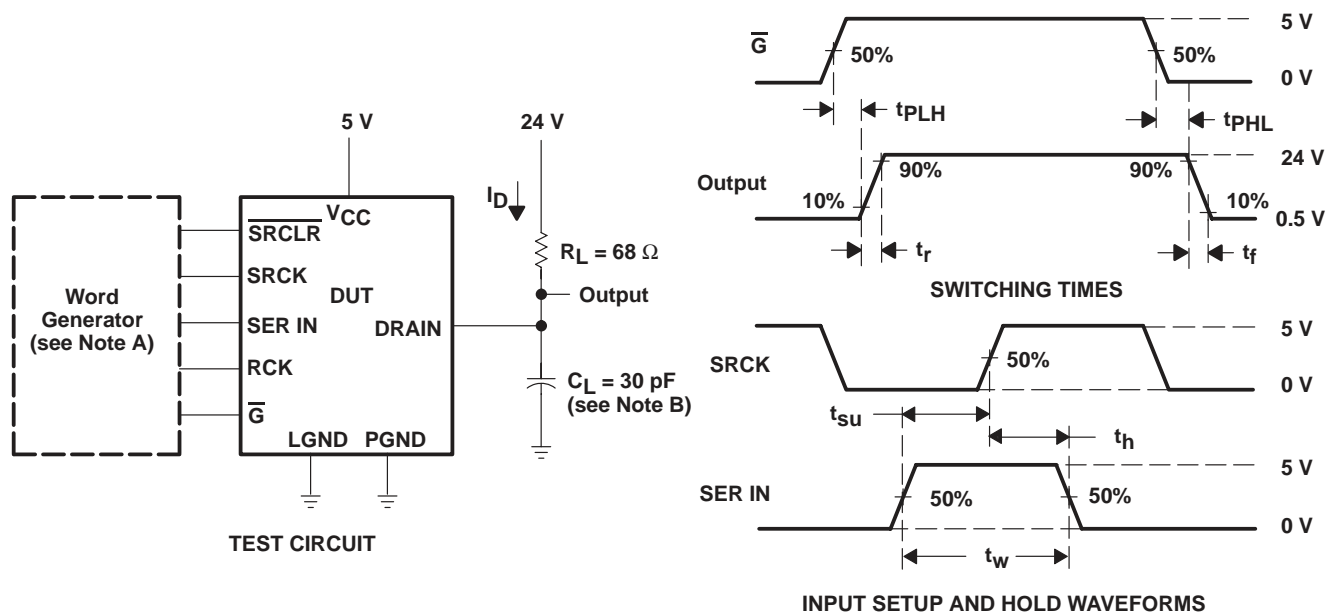 5 V
24 V
I_D
V_CC
Word
Generator
(see Note A)
SRCLR
SRCK
SER IN
RCK
G
DUT
DRAIN
LGND
PGND
R_L = 68 Ω
Output
C_L = 30 pF
(see Note B)
TEST CIRCUIT
G
50%
50%
5 V
0 V
t_PLH
t_PHL
Output
10%
90%
90%
10%
24 V
0.5 V
t_r
t_f
SWITCHING TIMES
SRCK
50%
5 V
0 V
t_su
t_h
SER IN
50%
50%
5 V
0 V
t_w
INPUT SETUP AND HOLD WAVEFORMS